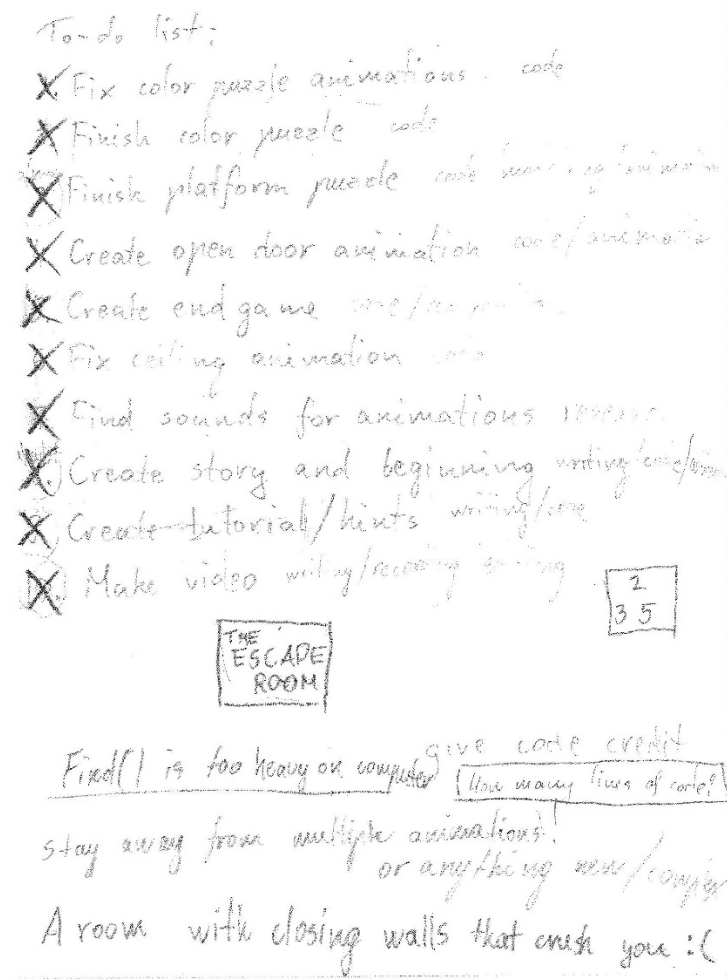 To-do list:
X. Fix color puzzle animations. code
X Finish color puzzle code
X Finish platform puzzle code
X Create open door animation code/animation
X Create end game
X Fix ceiling animation code
X Find sounds for animations
X. Create story and beginning writing/code/
X Create tutorial/hints writing/code
X. Make video writing/recording
2
3 5
THE
ESCADE
ROOM
give code credit
Find() is too heavy on computer
How many lines of code?
stay away from multiple animations!
or anything new/complex
A room with closing walls that crush you :(